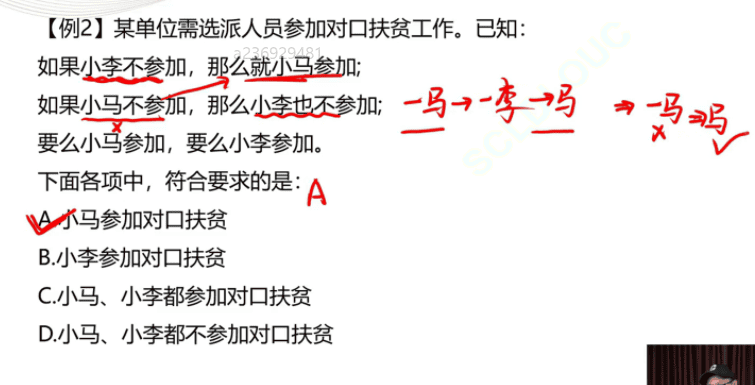 【例2】某单位需选派人员参加对口扶贫工作。已知：
a236929481
如果小李不参加，那么就小马参加;
如果小马不参加，那么小李也不参加;
¬马→¬李→马 ⇒ ¬马⇒马
要么小马参加，要么小李参加。
下面各项中，符合要求的是：A
A.小马参加对口扶贫
B.小李参加对口扶贫
C.小马、小李都参加对口扶贫
D.小马、小李都不参加对口扶贫